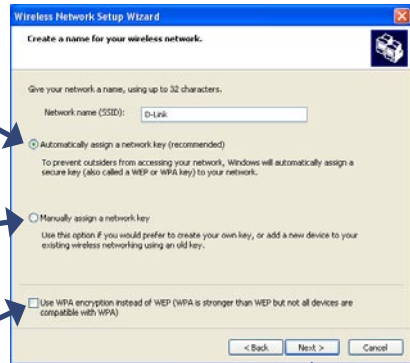 Wireless Network Setup Wizard
Create a name for your wireless network.
Give your network a name, using up to 32 characters.
Network name (SSID): D-Link
Automatically assign a network key (recommended)
To prevent outsiders from accessing your network, Windows will automatically assign a
secure key (also called a WEP or WPA key) to your network.
Manually assign a network key
Use this option if you would prefer to create your own key, or add a new device to your
existing wireless networking using an old key.
Use WPA encryption instead of WEP (WPA is stronger than WEP but not all devices are
compatible with WPA)
< Back Next > Cancel